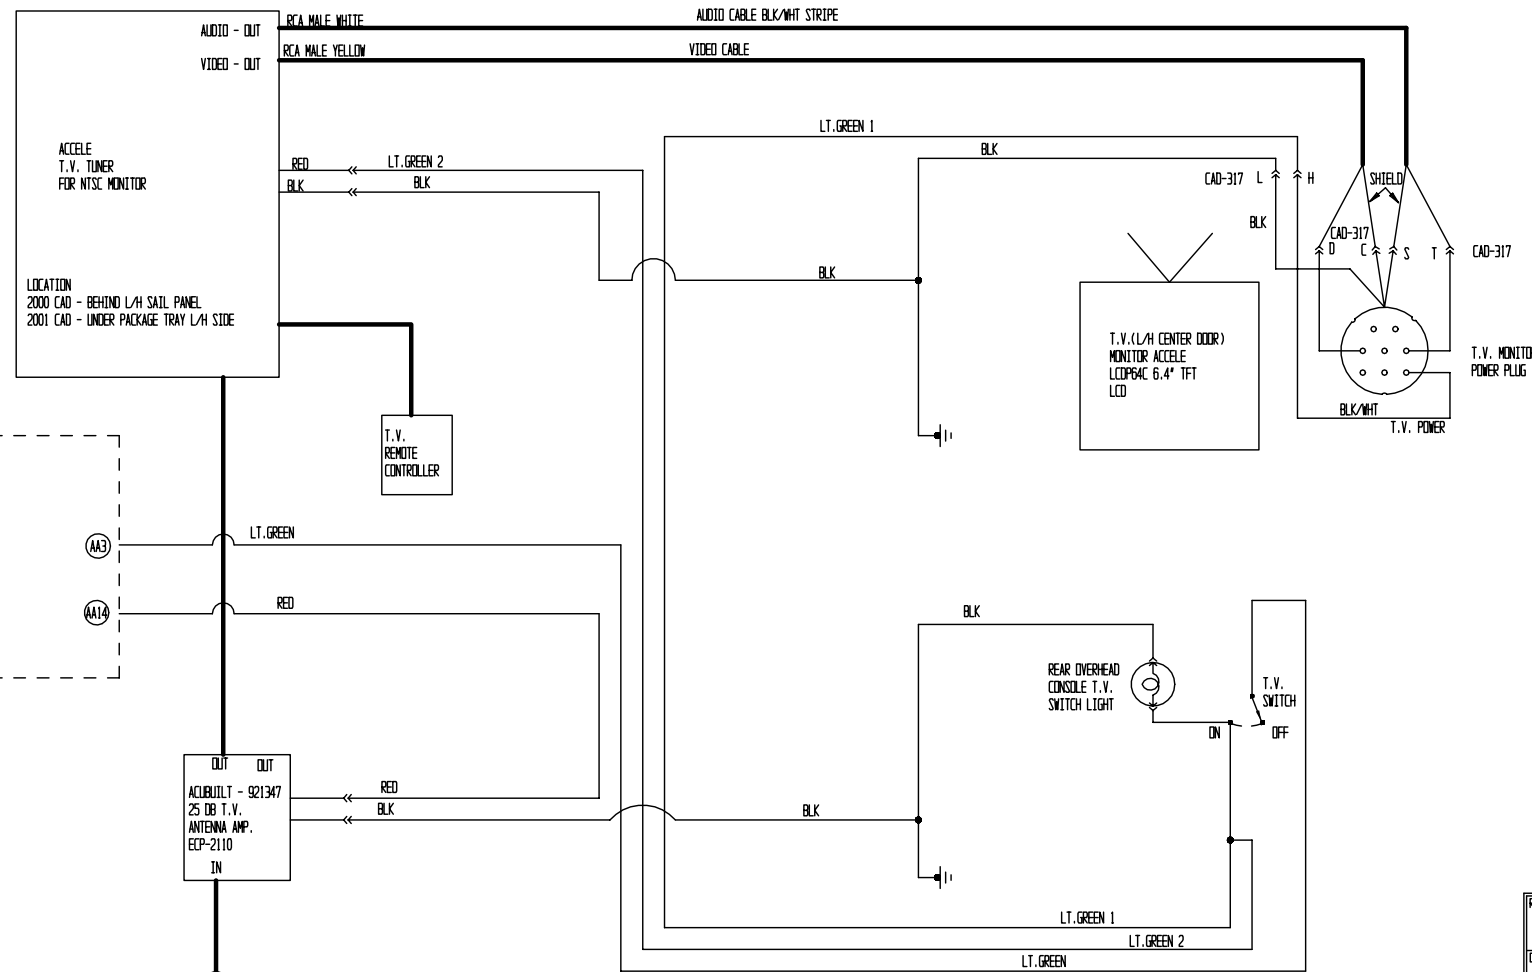 AUDIO - OUT
RCA MALE WHITE
AUDIO CABLE BLK/WHT STRIPE
VIDEO - OUT
RCA MALE YELLOW
VIDEO CABLE
ACCELE
T.V. TUNER
FOR NTSC MONITOR
RED
LT.GREEN 2
BLK
BLK
LT.GREEN 1
BLK
CAD-317
L
H
SHIELD
BLK
CAD-317
D
C
S
T
CAD-317
BLK
LOCATION
2000 CAD - BEHIND L/H SAIL PANEL
2001 CAD - UNDER PACKAGE TRAY L/H SIDE
T.V.(L/H CENTER DOOR)
MONITOR ACCELE
LCDP64C 6.4" TFT
LCD
T.V. MONITO
POWER PLUG
BLK/WHT
T.V. POWER
T.V.
REMOTE
CONTROLLER
AA3
LT.GREEN
AA14
RED
BLK
REAR OVERHEAD
CONSOLE T.V.
SWITCH LIGHT
T.V.
SWITCH
ON
OFF
OUT
OUT
ACUBUILT - 921347
25 DB T.V.
ANTENNA AMP.
ECP-2110
IN
RED
BLK
BLK
LT.GREEN 1
LT.GREEN 2
LT.GREEN